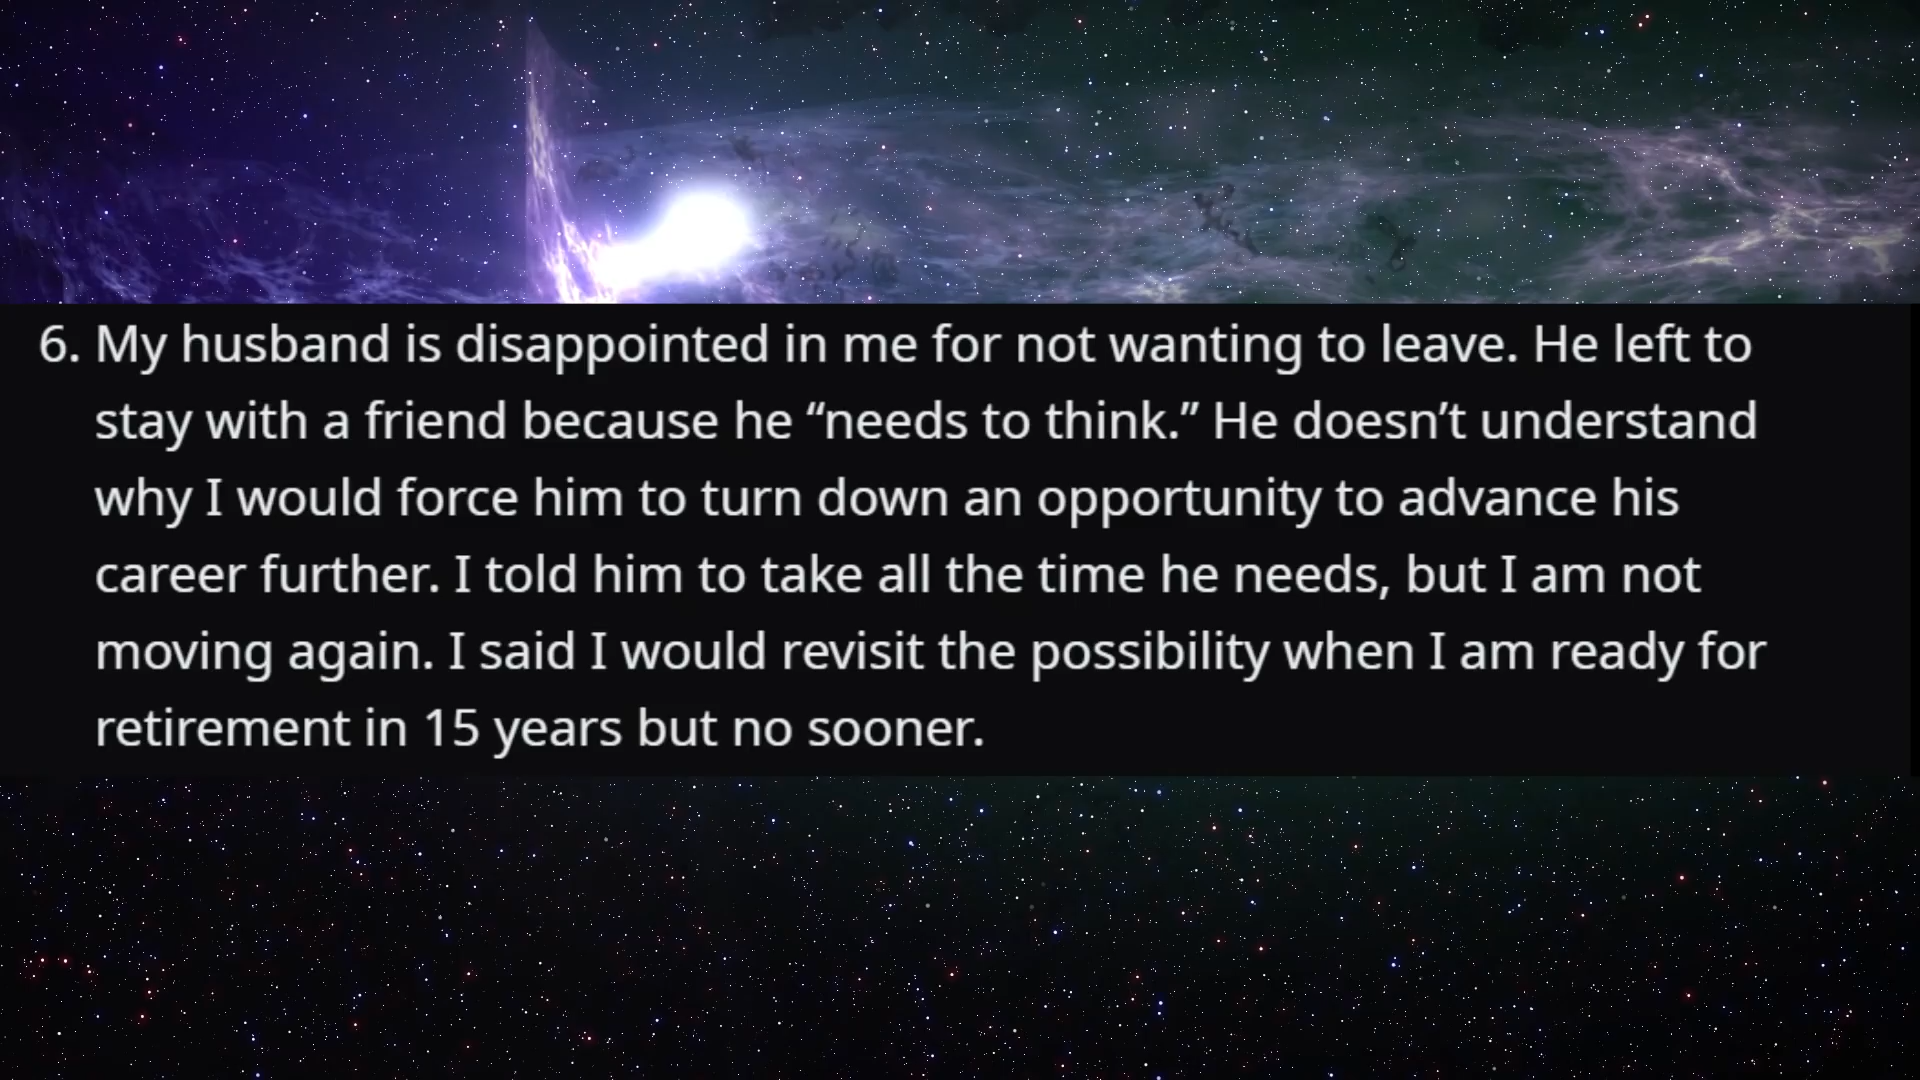 6. My husband is disappointed in me for not wanting to leave. He left to
stay with a friend because he “needs to think.” He doesn’t understand
why I would force him to turn down an opportunity to advance his
career further. I told him to take all the time he needs, but I am not
moving again. I said I would revisit the possibility when I am ready for
retirement in 15 years but no sooner.